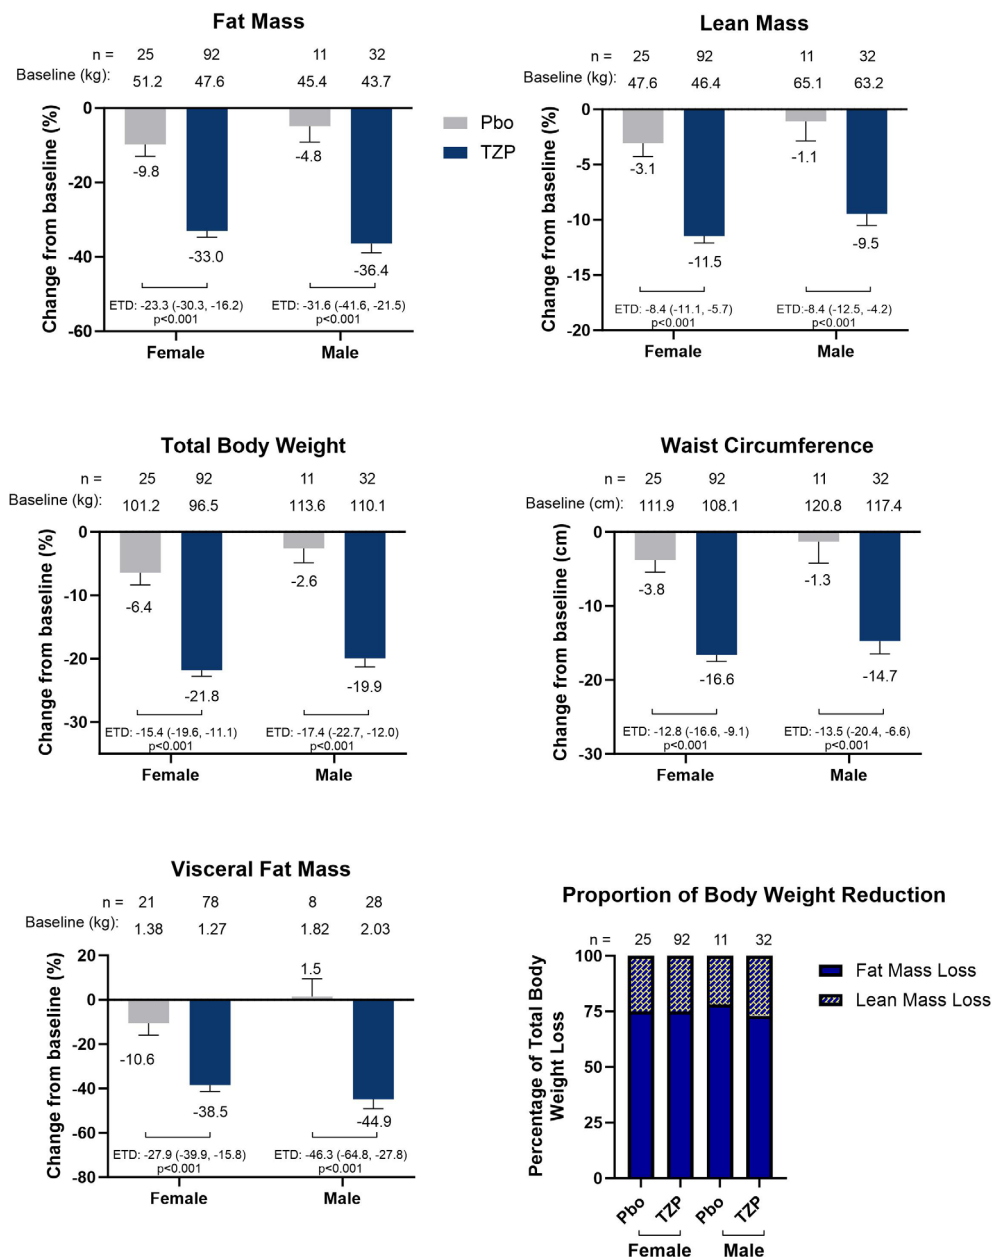 Fat Mass
n = 25 92 11 32
Baseline (kg): 51.2 47.6 45.4 43.7
Change from baseline (%)
0
-20
-40
-60
-9.8
-33.0
-4.8
-36.4
ETD: -23.3 (-30.3, -16.2)
p<0.001
ETD: -31.6 (-41.6, -21.5)
p<0.001
Female Male
Pbo
TZP
Lean Mass
n = 25 92 11 32
Baseline (kg): 47.6 46.4 65.1 63.2
Change from baseline (%)
0
-5
-10
-15
-20
-3.1
-11.5
-1.1
-9.5
ETD:-8.4 (-11.1, -5.7)
p<0.001
ETD:-8.4 (-12.5, -4.2)
p<0.001
Female Male
Total Body Weight
n = 25 92 11 32
Baseline (kg): 101.2 96.5 113.6 110.1
Change from baseline (%)
0
-10
-20
-30
-6.4
-21.8
-2.6
-19.9
ETD: -15.4 (-19.6, -11.1)
p<0.001
ETD: -17.4 (-22.7, -12.0)
p<0.001
Female Male
Waist Circumference
n = 25 92 11 32
Baseline (cm): 111.9 108.1 120.8 117.4
Change from baseline (cm)
0
-10
-20
-30
-3.8
-16.6
-1.3
-14.7
ETD: -12.8 (-16.6, -9.1)
p<0.001
ETD: -13.5 (-20.4, -6.6)
p<0.001
Female Male
Visceral Fat Mass
n = 21 78 8 28
Baseline (kg): 1.38 1.27 1.82 2.03
Change from baseline (%)
20
0
-20
-40
-60
-80
-10.6
-38.5
1.5
-44.9
ETD: -27.9 (-39.9, -15.8)
p<0.001
ETD: -46.3 (-64.8, -27.8)
p<0.001
Female Male
Proportion of Body Weight Reduction
n = 25 92 11 32
Percentage of Total Body
Weight Loss
100
75
50
25
0
Pbo TZP Pbo TZP
Female Male
Fat Mass Loss
Lean Mass Loss